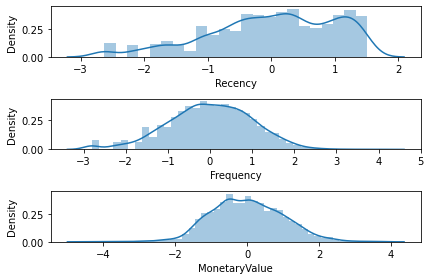 Density
0.25
0.00
−3 −2 −1 0 1 2
Recency
Density
0.25
0.00
−3 −2 −1 0 1 2 3 4 5
Frequency
Density
0.25
0.00
−4 −2 0 2 4
MonetaryValue